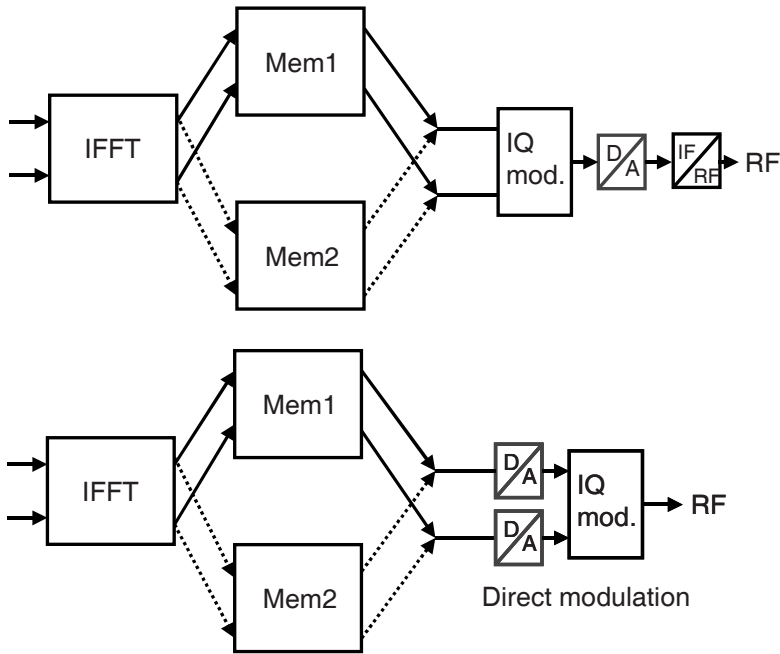 Mem1
IFFT
Mem2
IQ
mod.
D
A
IF
RF
RF
Mem1
IFFT
Mem2
D
A
D
A
IQ
mod.
RF
Direct modulation